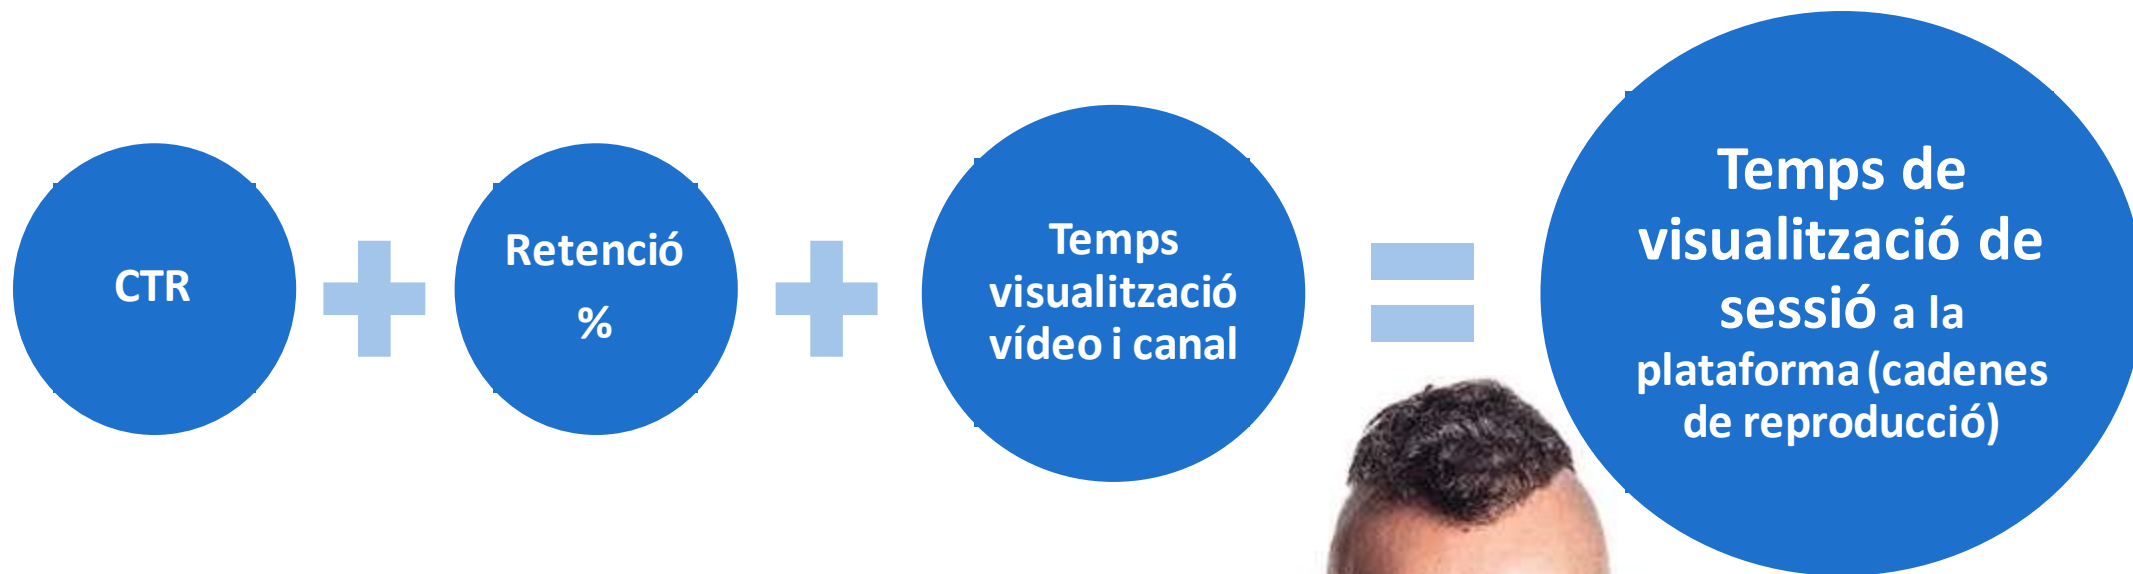 CTR
Retenció
%
Temps
visualització
vídeo i canal
Temps de
visualització de
sessió a la
plataforma (cadenes
de reproducció)